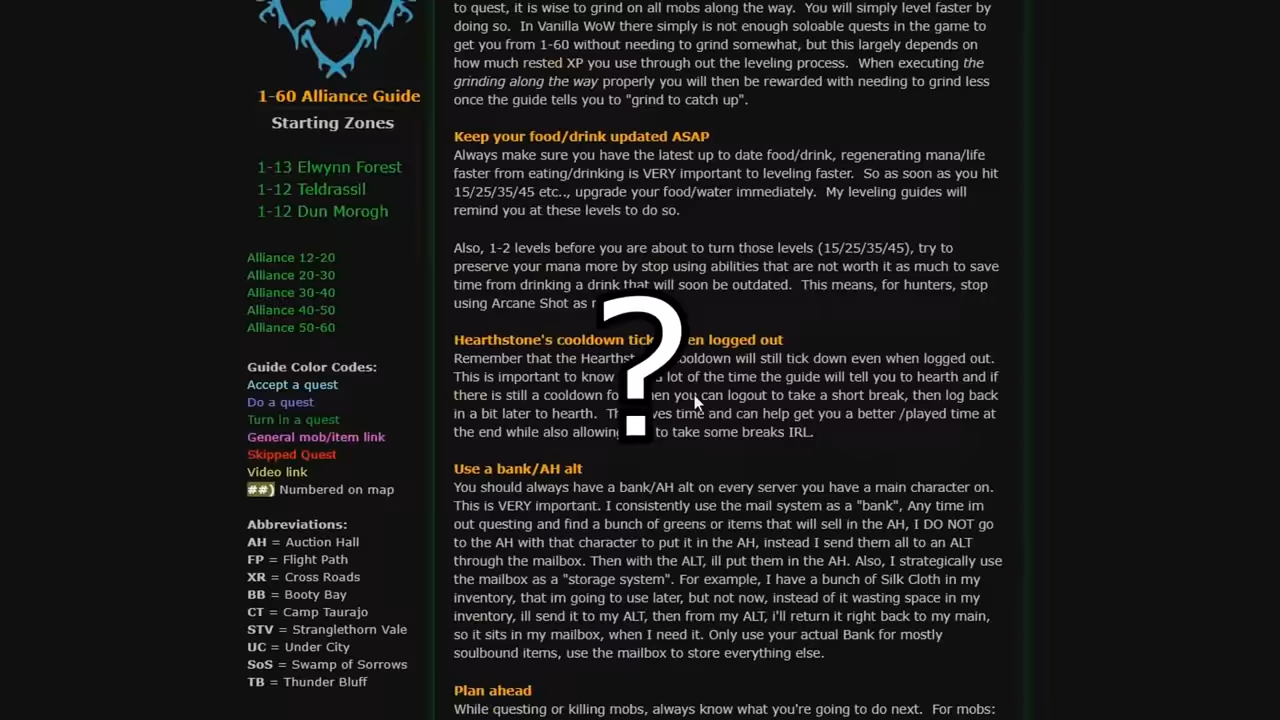 1-60 Alliance Guide
Starting Zones
1-13 Elwynn Forest
1-12 Teldrassil
1-12 Dun Morogh
Alliance 12-20
Alliance 20-30
Alliance 30-40
Alliance 40-50
Alliance 50-60
Guide Color Codes:
Accept a quest
Do a quest
Turn in a quest
General mob/item link
Skipped Quest
Video link
##) Numbered on map
Abbreviations:
AH = Auction Hall
FP = Flight Path
XR = Cross Roads
BB = Booty Bay
CT = Camp Taurajo
STV = Stranglethorn Vale
UC = Under City
SoS = Swamp of Sorrows
TB = Thunder Bluff
to quest, it is wise to grind on all mobs along the way.  You will simply level faster by
doing so.  In Vanilla WoW there simply is not enough soloable quests in the game to
get you from 1-60 without needing to grind somewhat, but this largely depends on
how much rested XP you use through out the leveling process.  When executing the
grinding along the way properly you will then be rewarded with needing to grind less
once the guide tells you to "grind to catch up".
Keep your food/drink updated ASAP
Always make sure you have the latest up to date food/drink, regenerating mana/life
faster from eating/drinking is VERY important to leveling faster.  So as soon as you hit
15/25/35/45 etc.., upgrade your food/water immediately.  My leveling guides will
remind you at these levels to do so.
Also, 1-2 levels before you are about to turn those levels (15/25/35/45), try to
preserve your mana more by stop using abilities that are not worth it as much to save
time from drinking a drink that will soon be outdated.  This means, for hunters, stop
using Arcane Shot as
Hearthstone's cooldown logged out
Remember that the cooldown will still tick down even when logged out.
This is important to know lot of the time the guide will tell you to hearth and if
there is still a cooldown you can logout to take a short break, then log back
in a bit later to hearth. time and can help get you a better /played time at
the end while also allowing to take some breaks IRL.
?
Use a bank/AH alt
You should always have a bank/AH alt on every server you have a main character on.
This is VERY important. I consistently use the mail system as a "bank", Any time im
out questing and find a bunch of greens or items that will sell in the AH, I DO NOT go
to the AH with that character to put it in the AH, instead I send them all to an ALT
through the mailbox. Then with the ALT, ill put them in the AH. Also, I strategically use
the mailbox as a "storage system". For example, I have a bunch of Silk Cloth in my
inventory, that im going to use later, but not now, instead of it wasting space in my
inventory, ill send it to my ALT, then from my ALT, i'll return it right back to my main,
so it sits in my mailbox, when I need it. Only use your actual Bank for mostly
soulbound items, use the mailbox to store everything else.
Plan ahead
While questing or killing mobs, always know what you're going to do next.  For mobs: